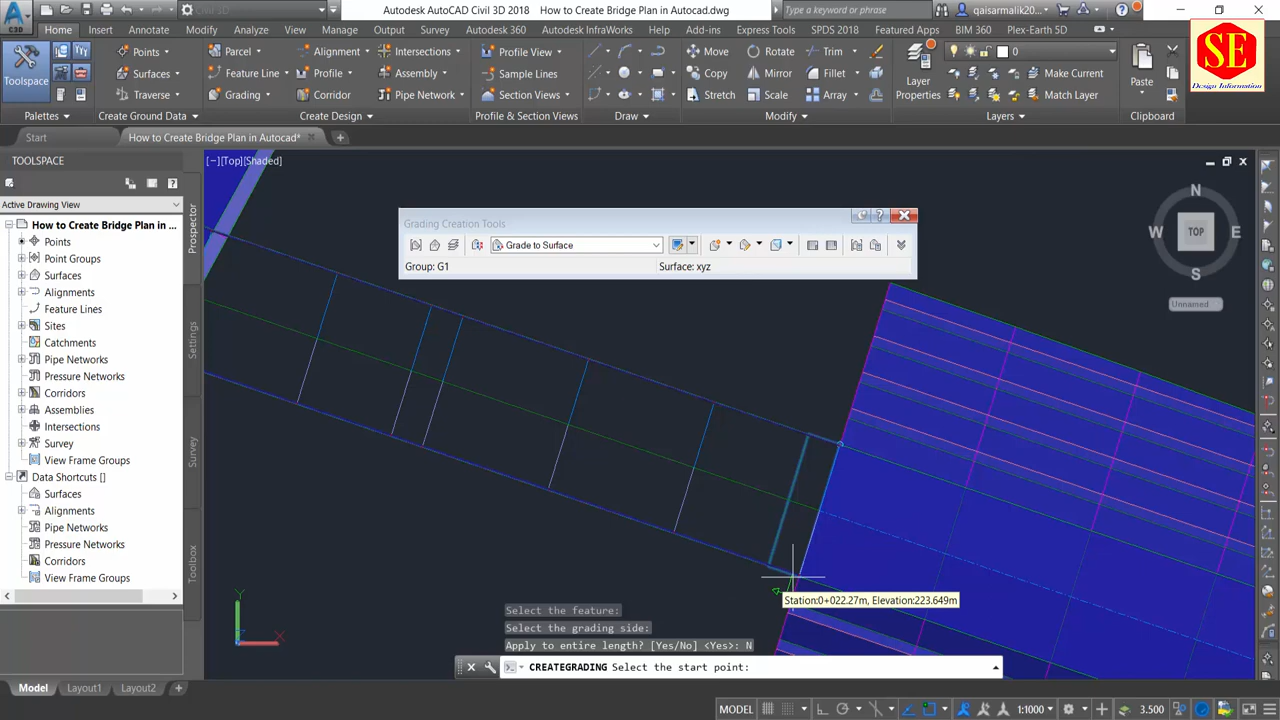 Autodesk AutoCAD Civil 3D 2018 How to Create Bridge Plan in Autocad.dwg
Civil 3D
Type a keyword or phrase
qaisarmalik20...
C3D
Home Insert Annotate Modify Analyze View Manage Output Survey Autodesk 360 Autodesk InfraWorks Help Add-ins Express Tools SPDS 2018 Featured Apps BIM 360 Plex-Earth 5D
SE
Design Information
Toolspace
Points Parcel Alignment Intersections Profile View Move Rotate Trim 0
Surfaces Feature Line Profile Assembly Sample Lines Copy Mirror Fillet Make Current
Traverse Grading Corridor Pipe Network Section Views Stretch Scale Array Match Layer
Layer Properties
Paste
Palettes Create Ground Data Create Design Profile & Section Views Draw Modify Layers Clipboard
Start How to Create Bridge Plan in Autocad*
TOOLSPACE
Active Drawing View
How to Create Bridge Plan in ...
Points
Point Groups
Surfaces
Alignments
Feature Lines
Sites
Catchments
Pipe Networks
Pressure Networks
Corridors
Assemblies
Intersections
Survey
View Frame Groups
Data Shortcuts []
Surfaces
Alignments
Pipe Networks
Pressure Networks
Corridors
View Frame Groups
Prospector
Settings
Survey
Toolbox
[−][Top][Shaded]
Grading Creation Tools
Grade to Surface
Group: G1 Surface: xyz
N
W TOP E
S
Unnamed
Station:0+022.27m, Elevation:223.649m
Y
X
Select the feature:
Select the grading side:
Apply to entire length? [Yes/No] <Yes>: N
CREATEGRADING Select the start point:
Model Layout1 Layout2 +
MODEL 1:1000 3.500